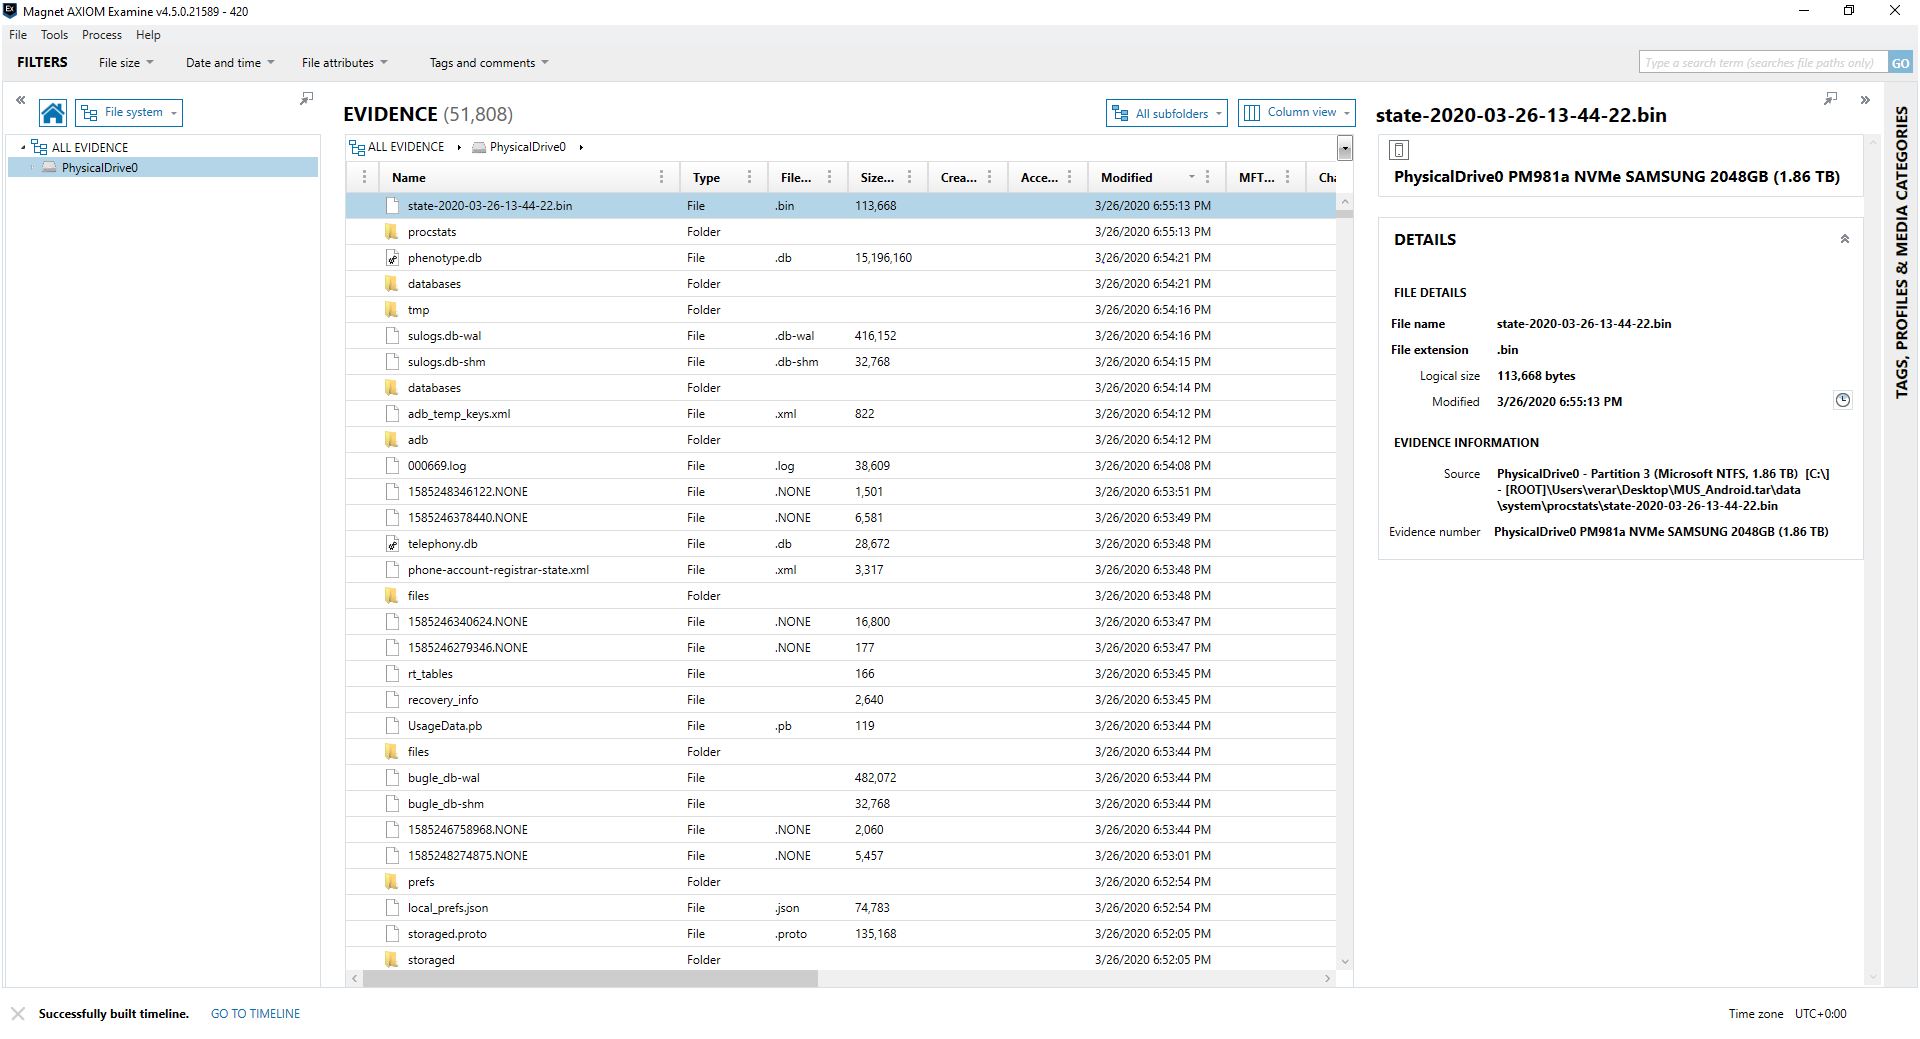 Magnet AXIOM Examine v4.5.0.21589 - 420
File Tools Process Help
FILTERS File size Date and time File attributes Tags and comments Type a search term (searches file paths only) GO
File system
ALL EVIDENCE
PhysicalDrive0
EVIDENCE (51,808) All subfolders Column view
ALL EVIDENCE PhysicalDrive0
Name Type File... Size... Crea... Acce... Modified MFT... Cha
state-2020-03-26-13-44-22.bin File .bin 113,668 3/26/2020 6:55:13 PM
procstats Folder 3/26/2020 6:55:13 PM
phenotype.db File .db 15,196,160 3/26/2020 6:54:21 PM
databases Folder 3/26/2020 6:54:21 PM
tmp Folder 3/26/2020 6:54:16 PM
sulogs.db-wal File .db-wal 416,152 3/26/2020 6:54:16 PM
sulogs.db-shm File .db-shm 32,768 3/26/2020 6:54:15 PM
databases Folder 3/26/2020 6:54:14 PM
adb_temp_keys.xml File .xml 822 3/26/2020 6:54:12 PM
adb Folder 3/26/2020 6:54:12 PM
000669.log File .log 38,609 3/26/2020 6:54:08 PM
1585248346122.NONE File .NONE 1,501 3/26/2020 6:53:51 PM
1585246378440.NONE File .NONE 6,581 3/26/2020 6:53:49 PM
telephony.db File .db 28,672 3/26/2020 6:53:48 PM
phone-account-registrar-state.xml File .xml 3,317 3/26/2020 6:53:48 PM
files Folder 3/26/2020 6:53:48 PM
1585246340624.NONE File .NONE 16,800 3/26/2020 6:53:47 PM
1585246279346.NONE File .NONE 177 3/26/2020 6:53:47 PM
rt_tables File 166 3/26/2020 6:53:45 PM
recovery_info File 2,640 3/26/2020 6:53:45 PM
UsageData.pb File .pb 119 3/26/2020 6:53:44 PM
files Folder 3/26/2020 6:53:44 PM
bugle_db-wal File 482,072 3/26/2020 6:53:44 PM
bugle_db-shm File 32,768 3/26/2020 6:53:44 PM
1585246758968.NONE File .NONE 2,060 3/26/2020 6:53:44 PM
1585248274875.NONE File .NONE 5,457 3/26/2020 6:53:01 PM
prefs Folder 3/26/2020 6:52:54 PM
local_prefs.json File .json 74,783 3/26/2020 6:52:54 PM
storaged.proto File .proto 135,168 3/26/2020 6:52:05 PM
storaged Folder 3/26/2020 6:52:05 PM
state-2020-03-26-13-44-22.bin
PhysicalDrive0 PM981a NVMe SAMSUNG 2048GB (1.86 TB)
DETAILS
FILE DETAILS
File name state-2020-03-26-13-44-22.bin
File extension .bin
Logical size 113,668 bytes
Modified 3/26/2020 6:55:13 PM
EVIDENCE INFORMATION
Source PhysicalDrive0 - Partition 3 (Microsoft NTFS, 1.86 TB) [C:\]
- [ROOT]\Users\verar\Desktop\MUS_Android.tar\data
\system\procstats\state-2020-03-26-13-44-22.bin
Evidence number PhysicalDrive0 PM981a NVMe SAMSUNG 2048GB (1.86 TB)
TAGS, PROFILES & MEDIA CATEGORIES
Successfully built timeline. GO TO TIMELINE Time zone UTC+0:00